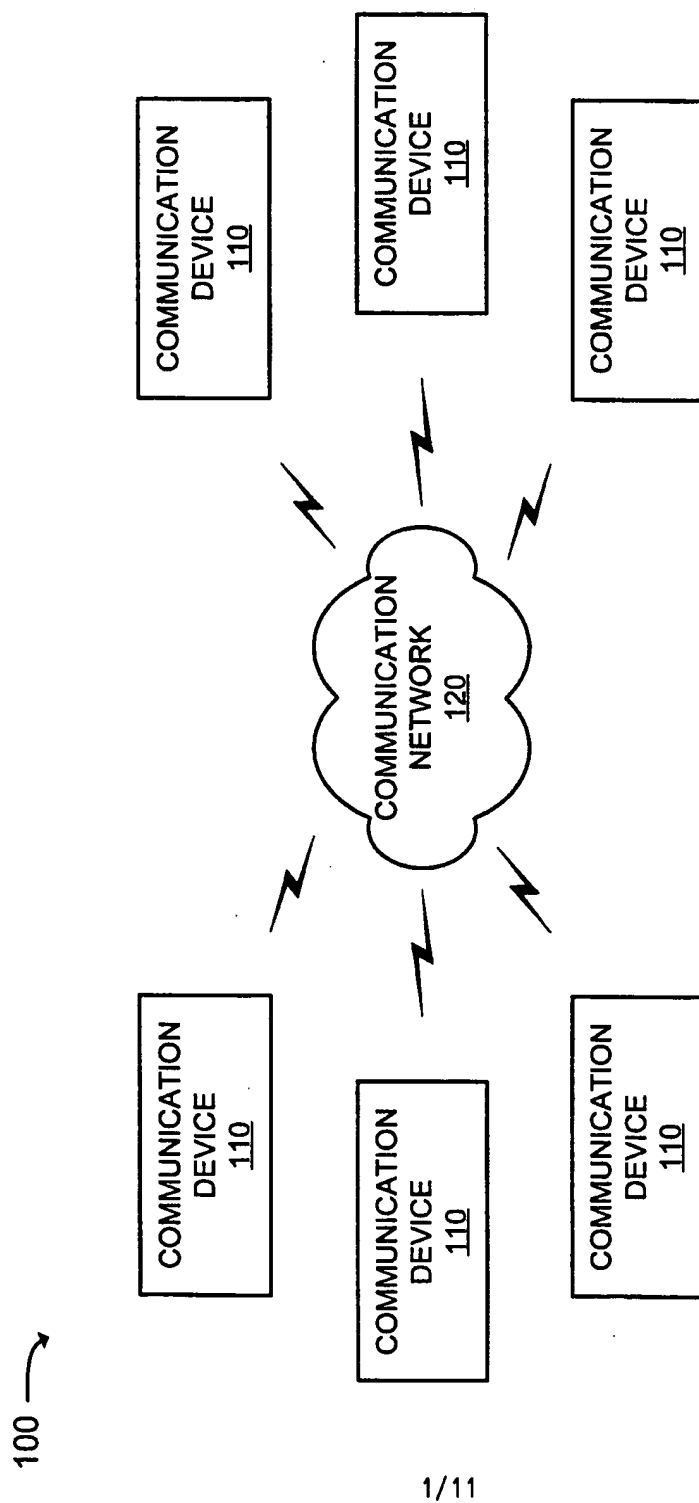 100
COMMUNICATION
DEVICE
110
COMMUNICATION
DEVICE
110
COMMUNICATION
DEVICE
110
COMMUNICATION
NETWORK
120
COMMUNICATION
DEVICE
110
COMMUNICATION
DEVICE
110
COMMUNICATION
DEVICE
110
1/11